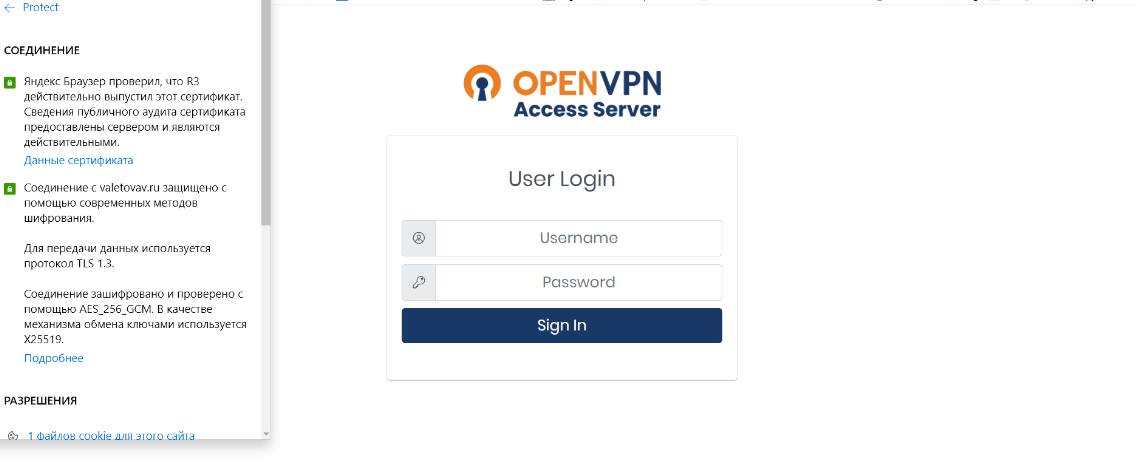 Protect
СОЕДИНЕНИЕ
Яндекс Браузер проверил, что R3
действительно выпустил этот сертификат.
Сведения публичного аудита сертификата
предоставлены сервером и являются
действительными.
Данные сертификата
Соединение с valetovav.ru защищено с
помощью современных методов
шифрования.
Для передачи данных используется
протокол TLS 1.3.
Соединение зашифровано и проверено с
помощью AES_256_GCM. В качестве
механизма обмена ключами используется
X25519.
Подробнее
РАЗРЕШЕНИЯ
1 файлов cookie для этого сайта
OPENVPN
Access Server
User Login
Username
Password
Sign In